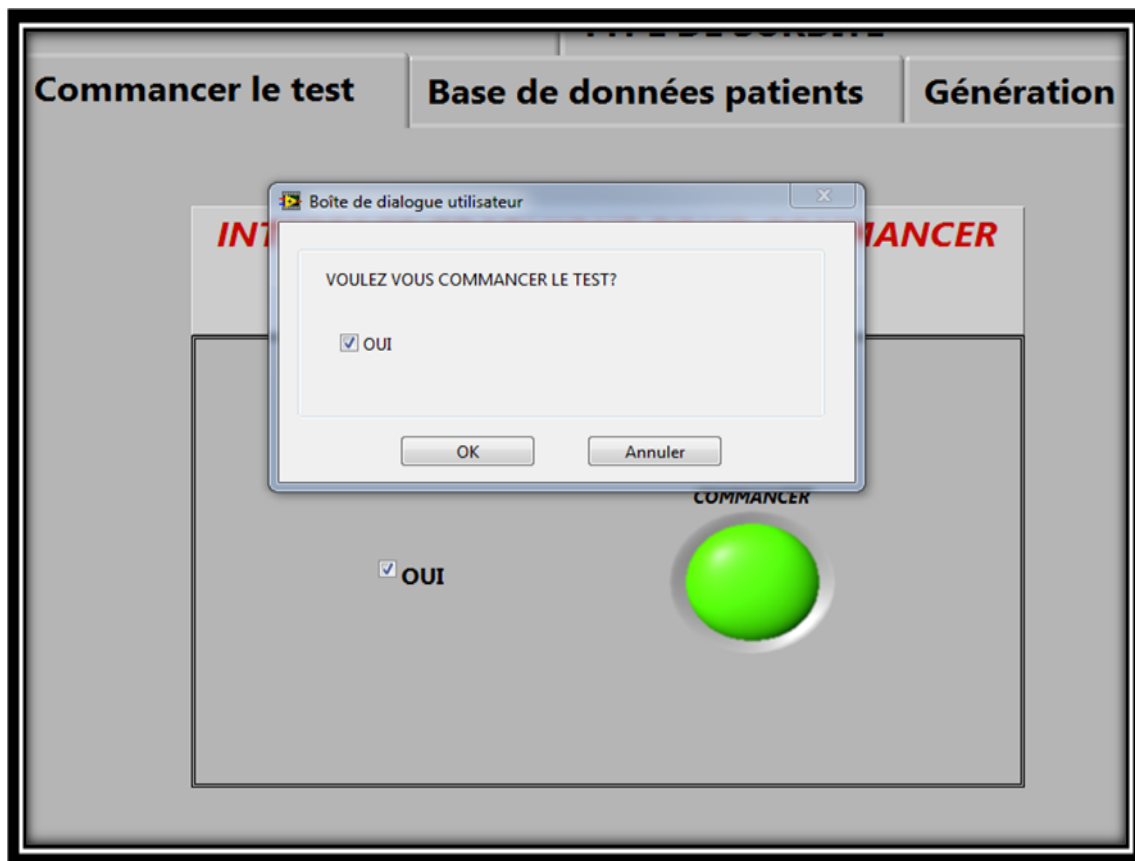 Commancer le test
Base de données patients
Génération
Boîte de dialogue utilisateur
VOULEZ VOUS COMMANCER LE TEST?
OUI
OK
Annuler
COMMANCER
OUI